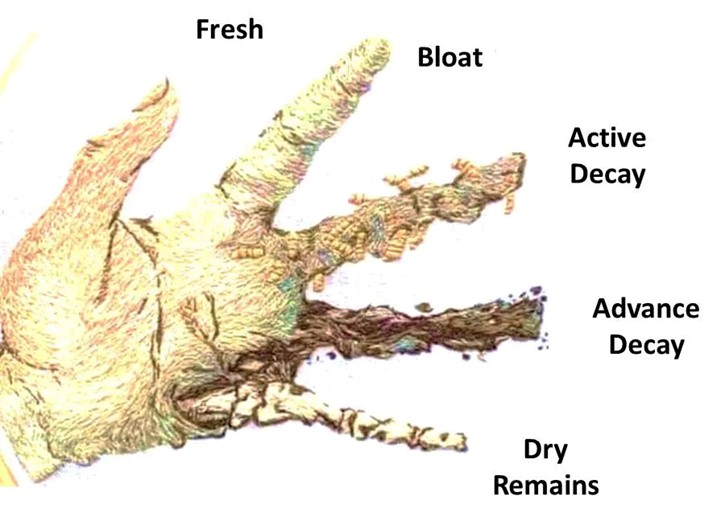 Fresh
Bloat
Active
Decay
Advance
Decay
Dry
Remains